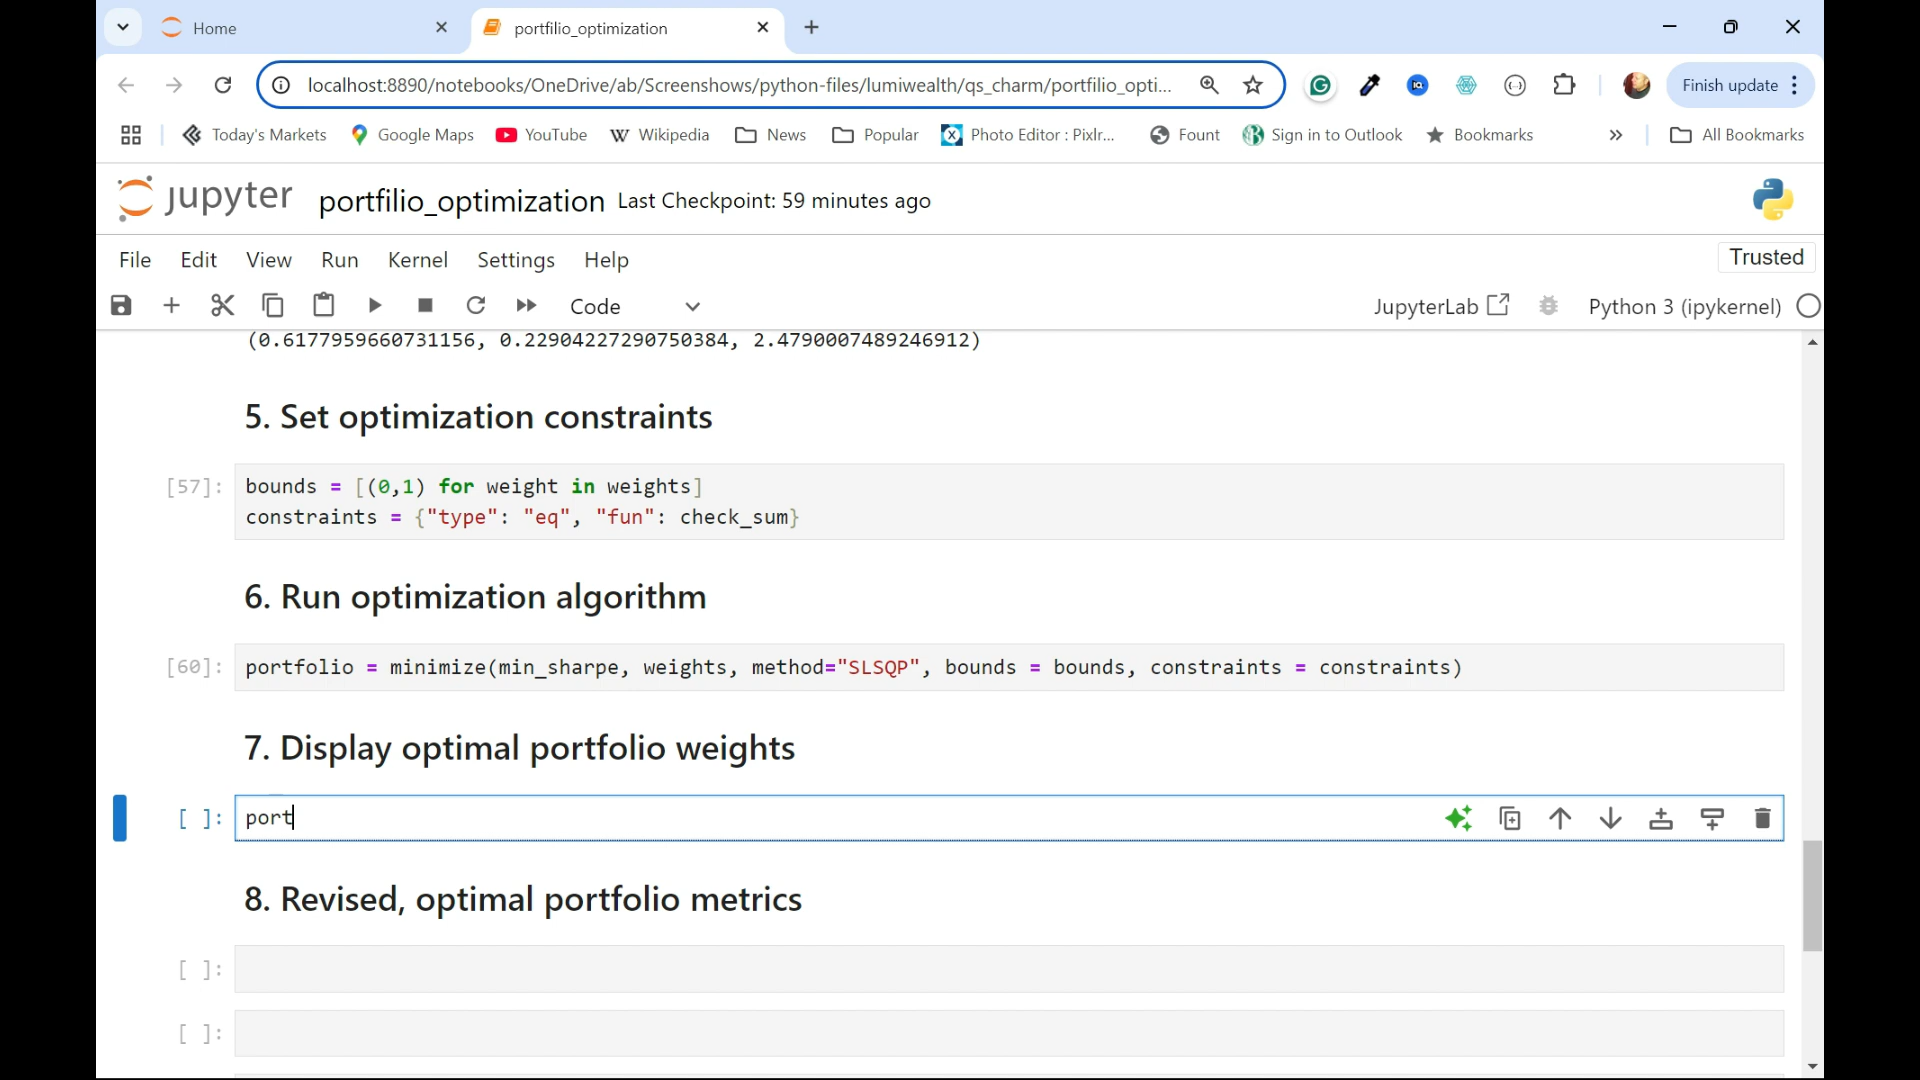 Home
portfilio_optimization
localhost:8890/notebooks/OneDrive/ab/Screenshows/python-files/lumiwealth/qs_charm/portfilio_opti...
Finish update
Today's Markets
Google Maps
YouTube
Wikipedia
News
Popular
Photo Editor : Pixlr...
Fount
Sign in to Outlook
Bookmarks
»
All Bookmarks
jupyter portfilio_optimization Last Checkpoint: 59 minutes ago
File Edit View Run Kernel Settings Help
Trusted
Code
JupyterLab
Python 3 (ipykernel)
(0.6177959660731156, 0.22904227290750384, 2.4790007489246912)
5. Set optimization constraints
[57]: bounds = [(0,1) for weight in weights]
constraints = {"type": "eq", "fun": check_sum}
6. Run optimization algorithm
[60]: portfolio = minimize(min_sharpe, weights, method="SLSQP", bounds = bounds, constraints = constraints)
7. Display optimal portfolio weights
[ ]: port
8. Revised, optimal portfolio metrics
[ ]:
[ ]: